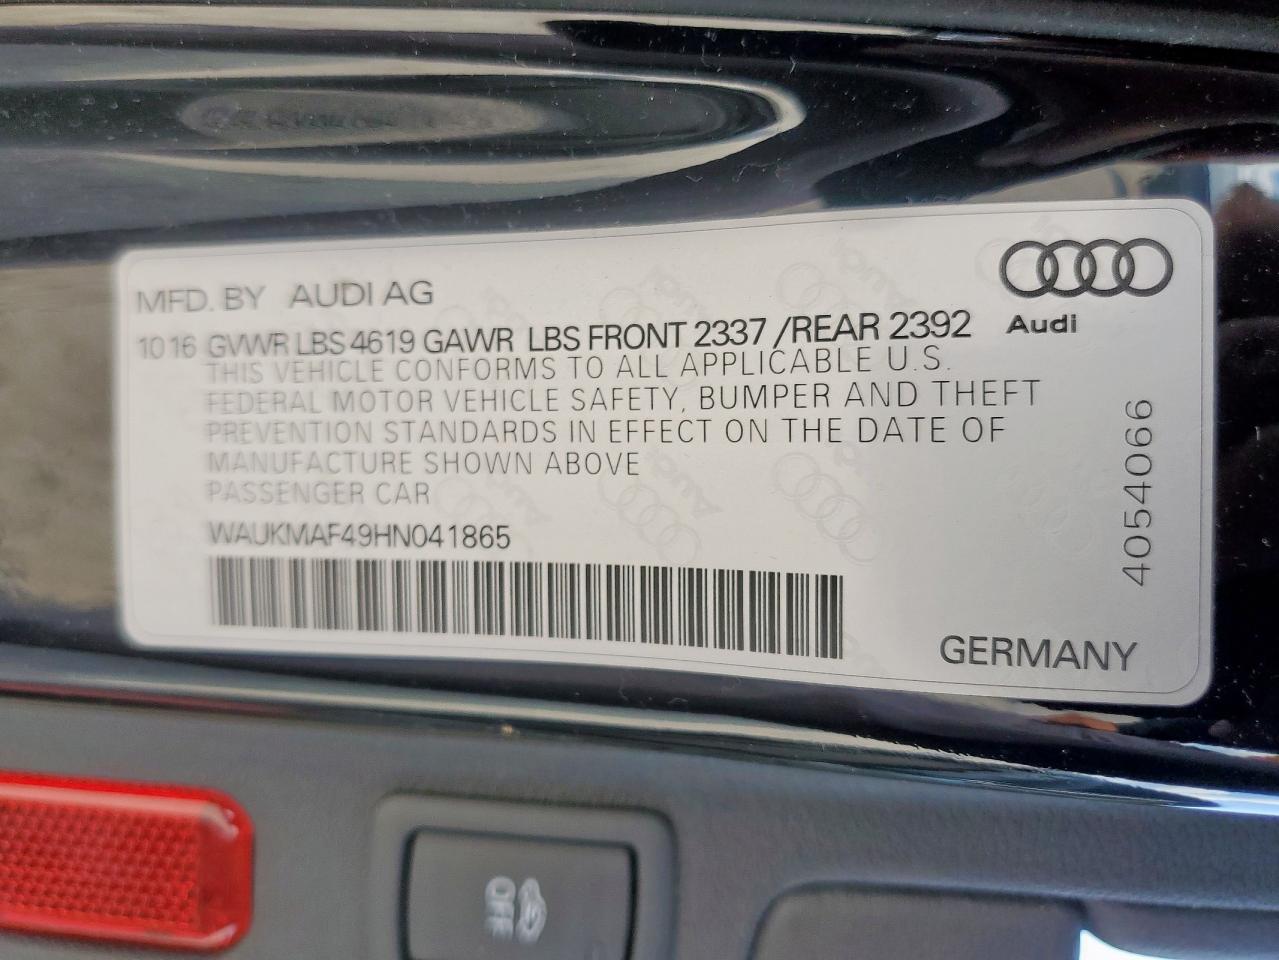 MFD. BY AUDI AG
10 16 GVWR LBS 4619 GAWR LBS FRONT 2337 /REAR 2392
THIS VEHICLE CONFORMS TO ALL APPLICABLE U.S.
FEDERAL MOTOR VEHICLE SAFETY, BUMPER AND THEFT
PREVENTION STANDARDS IN EFFECT ON THE DATE OF
MANUFACTURE SHOWN ABOVE
PASSENGER CAR
WAUKMAF49HN041865
Audi
4054066
GERMANY
OFF